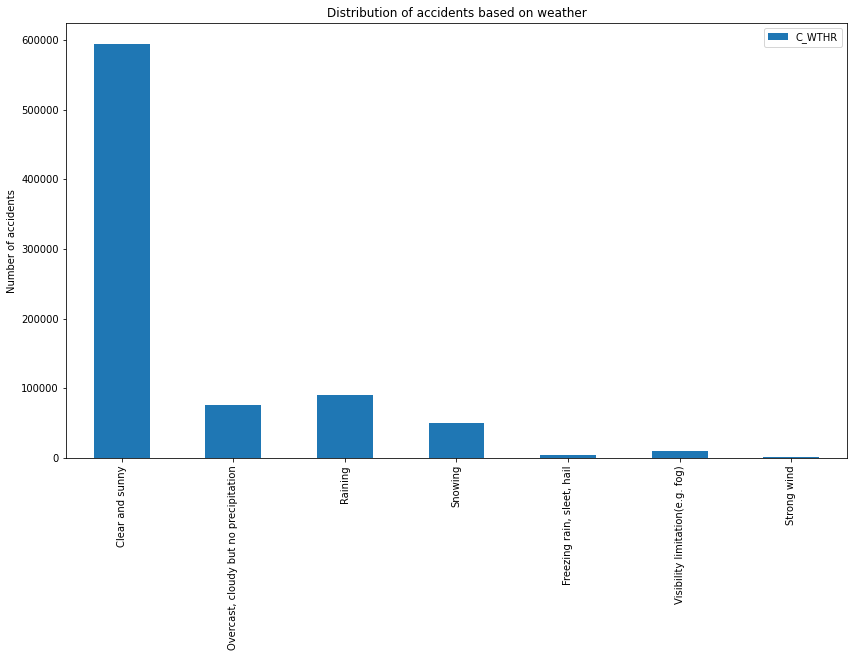 Distribution of accidents based on weather
C_WTHR
Number of accidents
600000
500000
400000
300000
200000
100000
0
Clear and sunny
Overcast, cloudy but no precipitation
Raining
Snowing
Freezing rain, sleet, hail
Visibility limitation(e.g. fog)
Strong wind